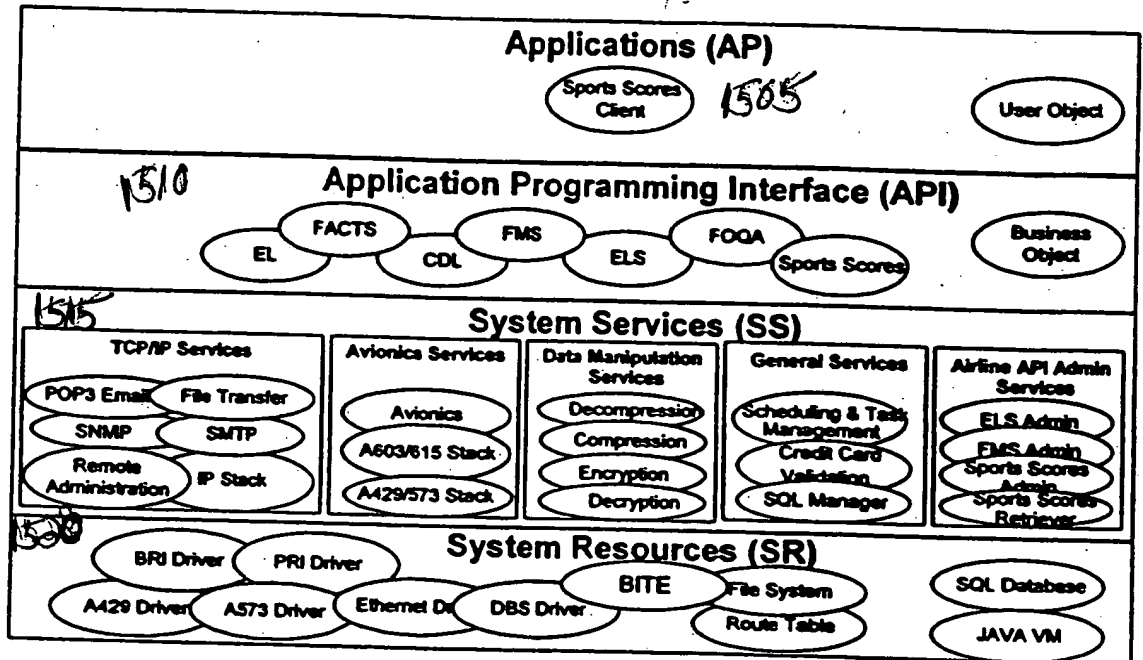 Applications (AP)
Sports Scores
Client
1505
User Object
1510
Application Programming Interface (API)
EL
FACTS
CDL
FMS
ELS
FOQA
Sports Scores
Business
Object
1515
System Services (SS)
TCP/IP Services
POP3 Email
File Transfer
SNMP
SMTP
Remote
Administration
IP Stack
Avionics Services
Avionics
A603/615 Stack
A429/573 Stack
Data Manipulation
Services
Decompression
Compression
Encryption
Decryption
General Services
Scheduling & Task
Management
Credit Card
Validation
SQL Manager
Airline API Admin
Services
ELS Admin
FMS Admin
Sports Scores
Admin
Sports Scores
Retriever
System Resources (SR)
BRI Driver
PRI Driver
A429 Driver
A573 Driver
Ethernet
DBS Driver
BITE
File System
Route Table
SQL Database
JAVA VM